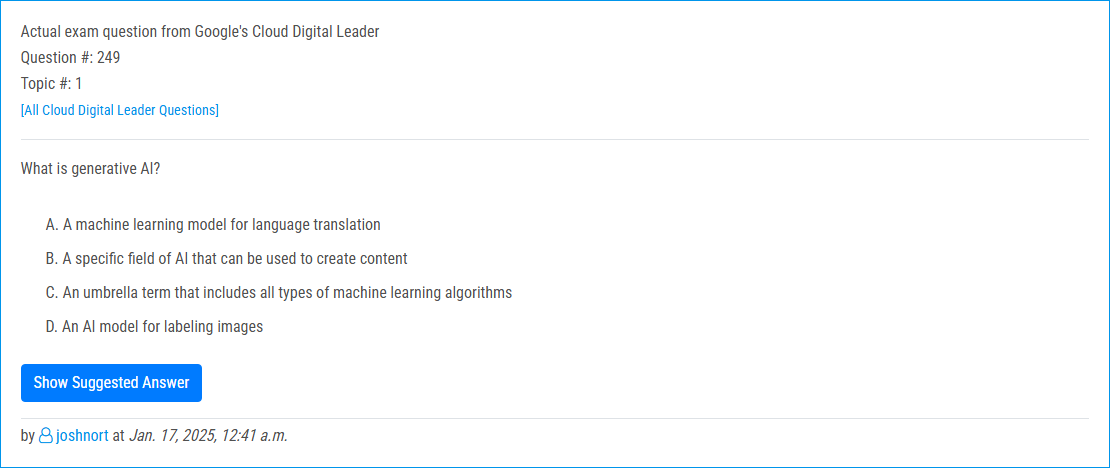 Actual exam question from Google's Cloud Digital Leader
Question #: 249
Topic #: 1
[All Cloud Digital Leader Questions]
What is generative AI?
A. A machine learning model for language translation
B. A specific field of AI that can be used to create content
C. An umbrella term that includes all types of machine learning algorithms
D. An AI model for labeling images
Show Suggested Answer
by joshnort at Jan. 17, 2025, 12:41 a.m.